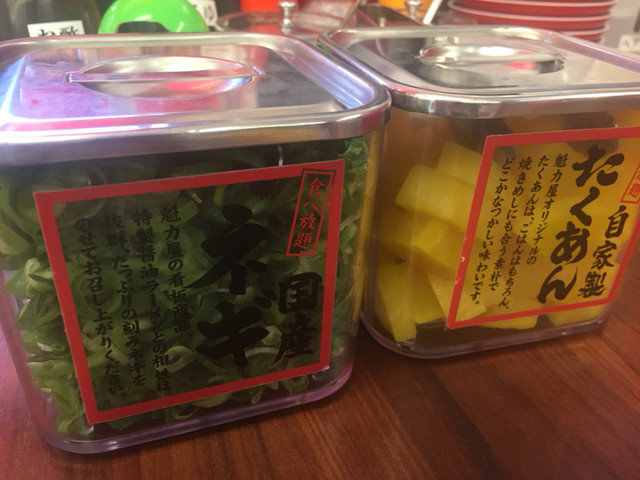 お酢
食べ放題
国産
ネギ
魁力屋の看板商品
特製醤油ラーメンとの相性は
抜群。たっぷりの刻みネギを
のせてお召し上がりください
自家製
たくあん
魁力屋オリジナルの
たくあんは、ごはんはもちろん、
焼きめしにも合う素朴で
どこかなつかしい味わいです。